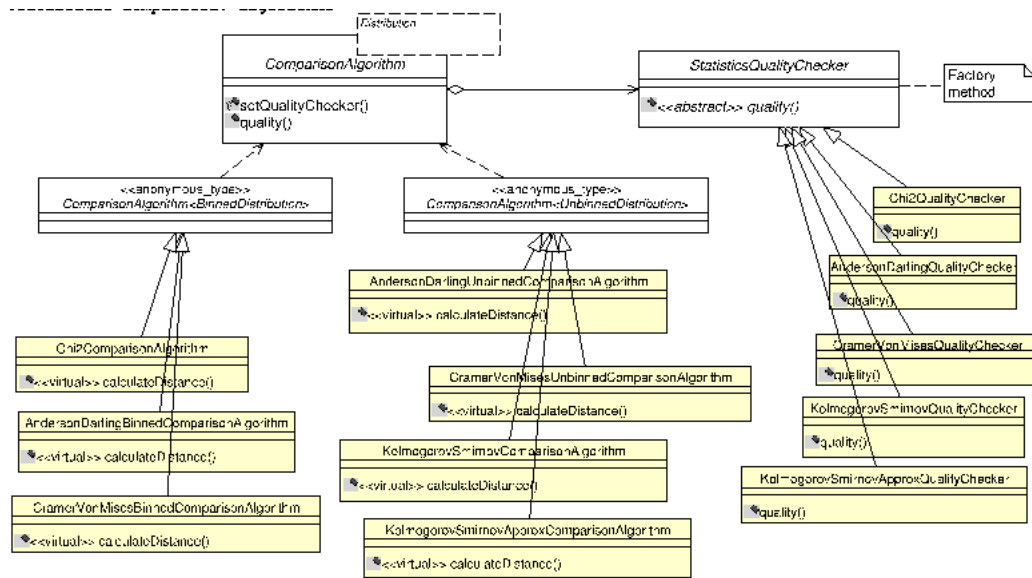 Distribution
ComparisonAlgorithm
setQualityChecker()
quality()
StatisticsQualityChecker
<<abstract>> quality()
Factory
method
<<anonymous_type>>
ComparisonAlgorithm<BinnedDistribution>
<<anonymous_type>>
ComparisonAlgorithm<UnbinnedDistribution>
Chi2QualityChecker
quality()
AndersonDarlingQualityChecker
quality()
CramerVonMisesQualityChecker
quality()
KolmogorovSmirnovQualityChecker
quality()
KolmogorovSmirnovApproxQualityChecker
quality()
AndersonDarlingUnbinnedComparisonAlgorithm
<<virtual>> calculateDistance()
CramerVonMisesUnbinnedComparisonAlgorithm
<<virtual>> calculateDistance()
KolmogorovSmirnovComparisonAlgorithm
<<virtual>> calculateDistance()
KolmogorovSmirnovApproxComparisonAlgorithm
<<virtual>> calculateDistance()
Chi2ComparisonAlgorithm
<<virtual>> calculateDistance()
AndersonDarlingBinnedComparisonAlgorithm
<<virtual>> calculateDistance()
CramerVonMisesBinnedComparisonAlgorithm
<<virtual>> calculateDistance()